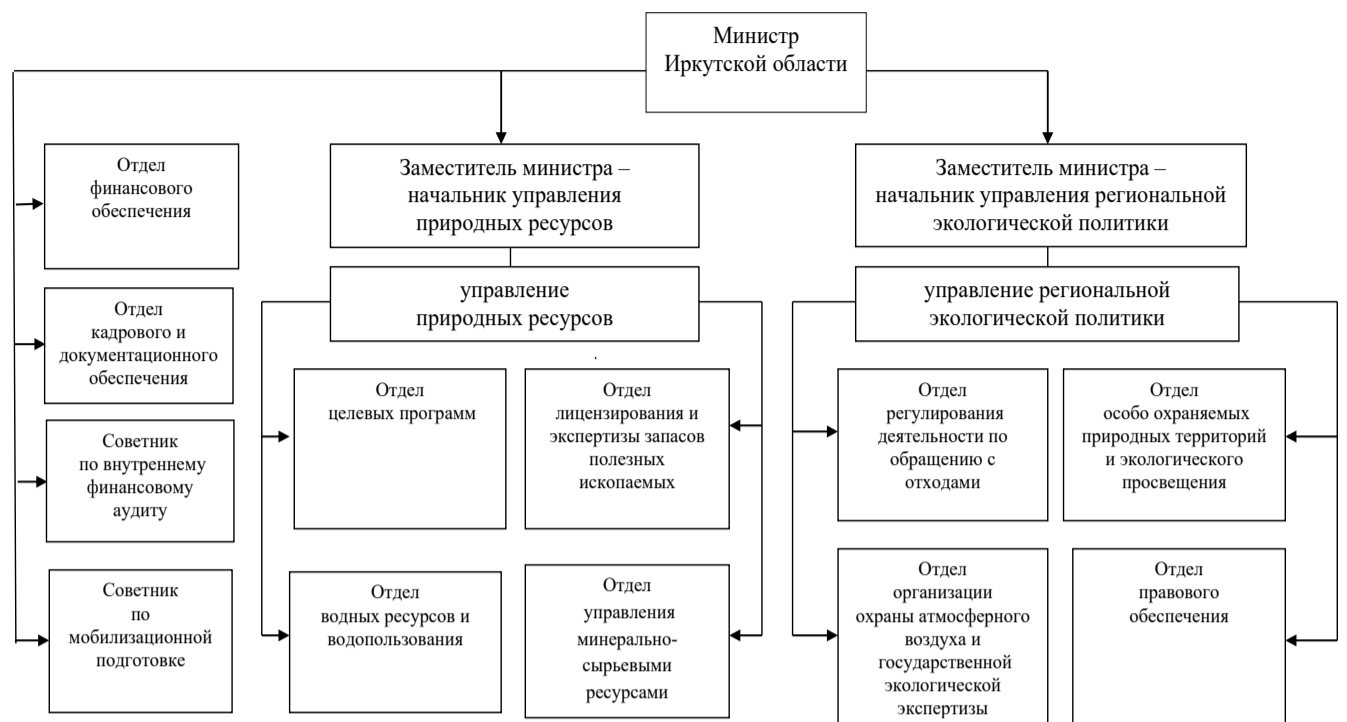 Министр
Иркутской области
Отдел
финансового
обеспечения
Отдел
кадрового и
документационного
обеспечения
Советник
по внутреннему
финансовому
аудиту
Советник
по
мобилизационной
подготовке
Заместитель министра –
начальник управления
природных ресурсов
управление
природных ресурсов
Отдел
целевых программ
Отдел
лицензирования и
экспертизы запасов
полезных
ископаемых
Отдел
водных ресурсов и
водопользования
Отдел
управления
минерально-
сырьевыми
ресурсами
Заместитель министра –
начальник управления региональной
экологической политики
управление региональной
экологической политики
Отдел
регулирования
деятельности по
обращению с
отходами
Отдел
особо охраняемых
природных территорий
и экологического
просвещения
Отдел
организации
охраны атмосферного
воздуха и
государственной
экологической
экспертизы
Отдел
правового
обеспечения